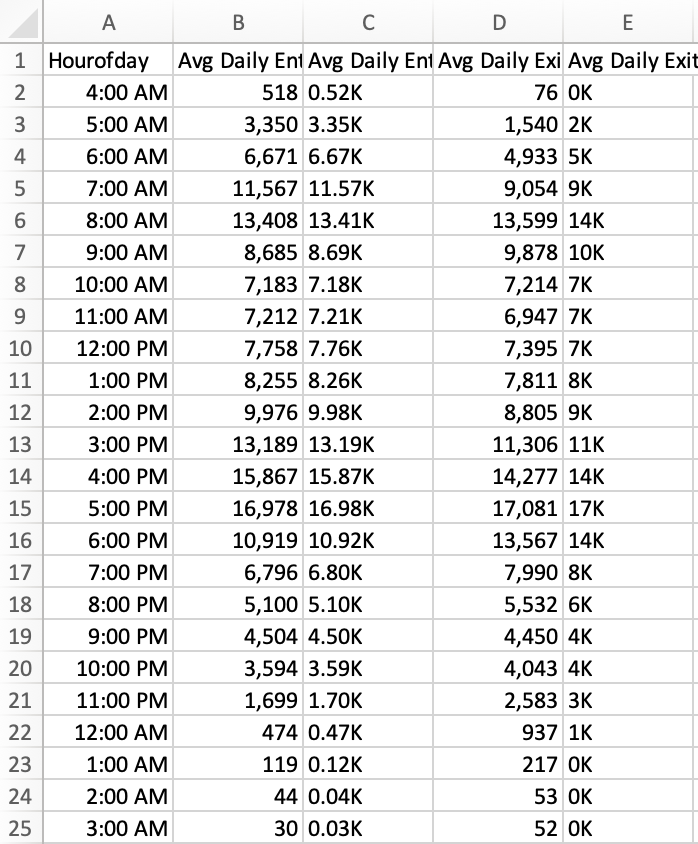 A B C D E
1 Hourofday Avg Daily Ent Avg Daily Ent Avg Daily Exi Avg Daily Exit
2 4:00 AM 518 0.52K 76 0K
3 5:00 AM 3,350 3.35K 1,540 2K
4 6:00 AM 6,671 6.67K 4,933 5K
5 7:00 AM 11,567 11.57K 9,054 9K
6 8:00 AM 13,408 13.41K 13,599 14K
7 9:00 AM 8,685 8.69K 9,878 10K
8 10:00 AM 7,183 7.18K 7,214 7K
9 11:00 AM 7,212 7.21K 6,947 7K
10 12:00 PM 7,758 7.76K 7,395 7K
11 1:00 PM 8,255 8.26K 7,811 8K
12 2:00 PM 9,976 9.98K 8,805 9K
13 3:00 PM 13,189 13.19K 11,306 11K
14 4:00 PM 15,867 15.87K 14,277 14K
15 5:00 PM 16,978 16.98K 17,081 17K
16 6:00 PM 10,919 10.92K 13,567 14K
17 7:00 PM 6,796 6.80K 7,990 8K
18 8:00 PM 5,100 5.10K 5,532 6K
19 9:00 PM 4,504 4.50K 4,450 4K
20 10:00 PM 3,594 3.59K 4,043 4K
21 11:00 PM 1,699 1.70K 2,583 3K
22 12:00 AM 474 0.47K 937 1K
23 1:00 AM 119 0.12K 217 0K
24 2:00 AM 44 0.04K 53 0K
25 3:00 AM 30 0.03K 52 0K